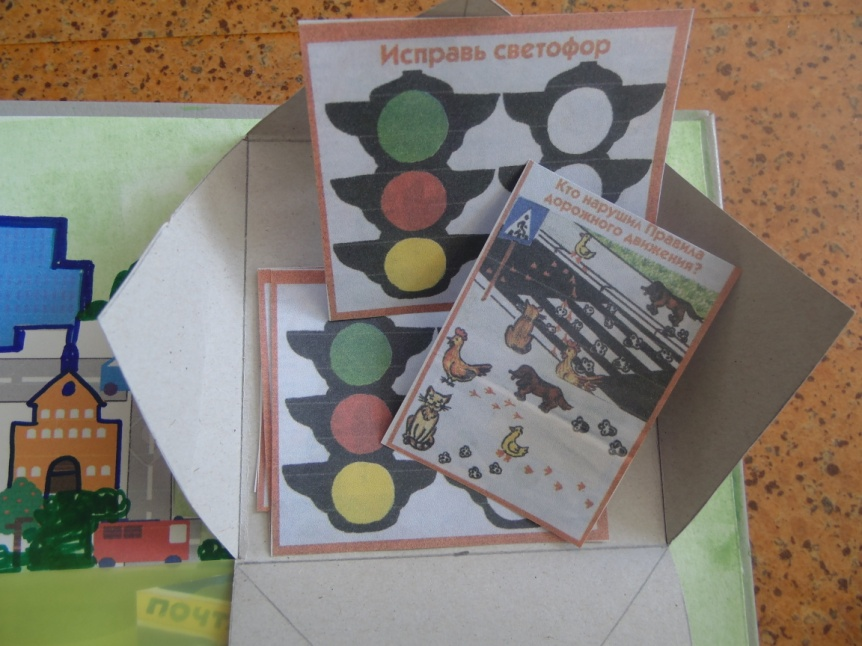 Исправь светофор
Кто нарушил Правила
дорожного движения?
ПОЧТ